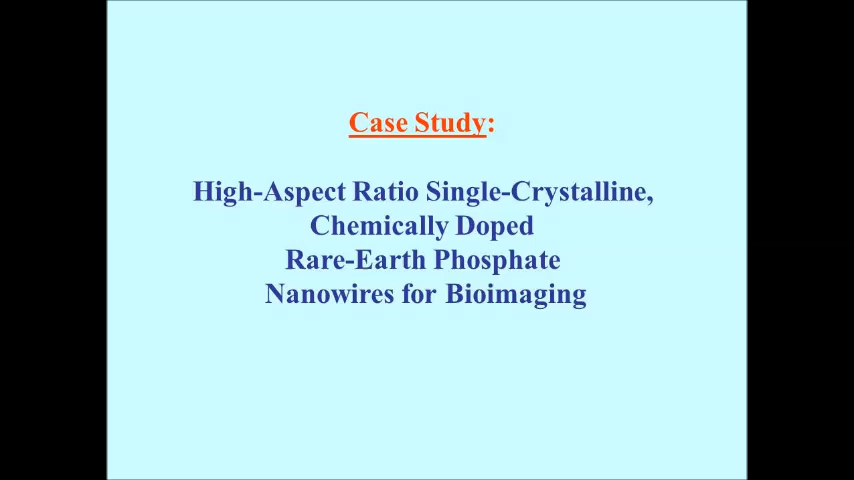 Case Study:
High-Aspect Ratio Single-Crystalline,
Chemically Doped
Rare-Earth Phosphate
Nanowires for Bioimaging